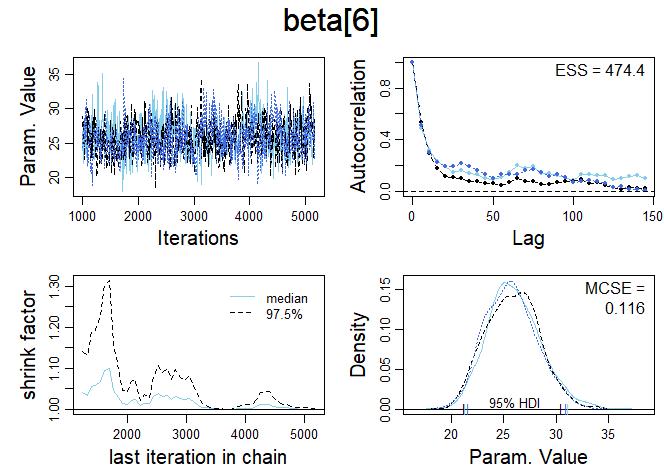 beta[6]
Param. Value
35
30
25
20
1000 2000 3000 4000 5000
Iterations
Autocorrelation
0.8
0.4
0.0
ESS = 474.4
0 50 100 150
Lag
shrink factor
1.30
1.20
1.10
1.00
median
97.5%
2000 3000 4000 5000
last iteration in chain
Density
0.15
0.10
0.05
0.00
MCSE =
0.116
95% HDI
20 25 30 35
Param. Value